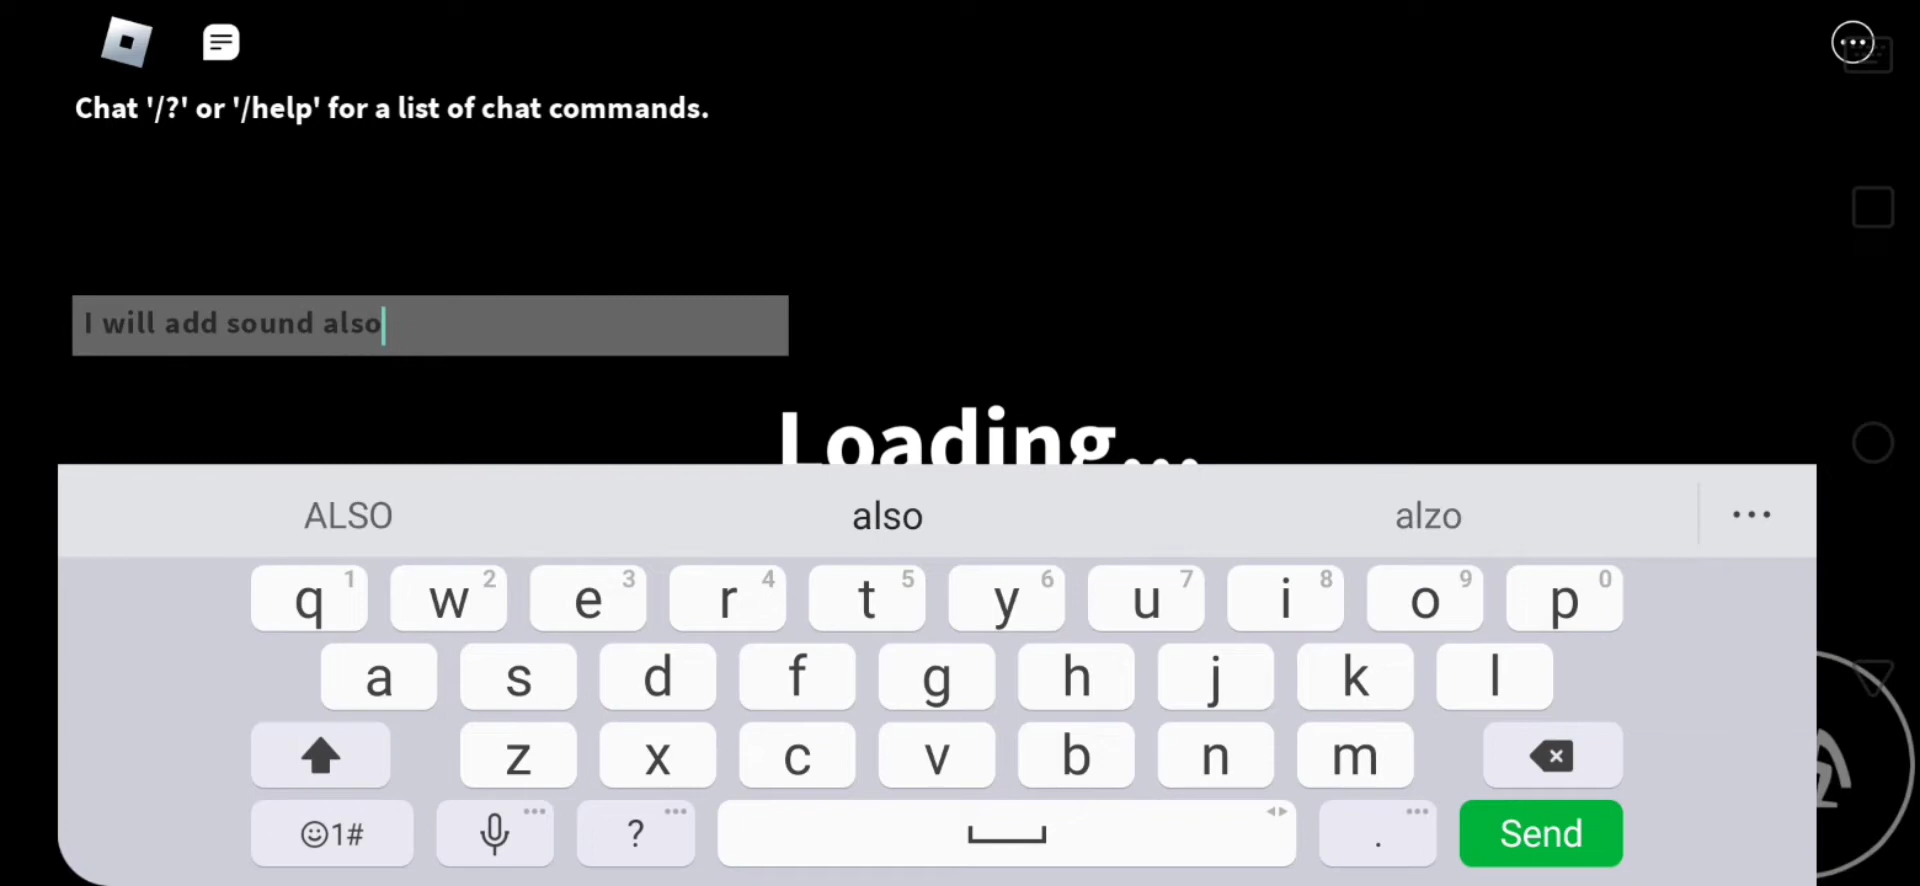 Chat '/?' or '/help' for a list of chat commands.
I will add sound also
Loading...
ALSO also alzo
q 1 w 2 e 3 r 4 t 5 y 6 u 7 i 8 o 9 p 0
a s d f g h j k l
z x c v b n m
1# ? . Send